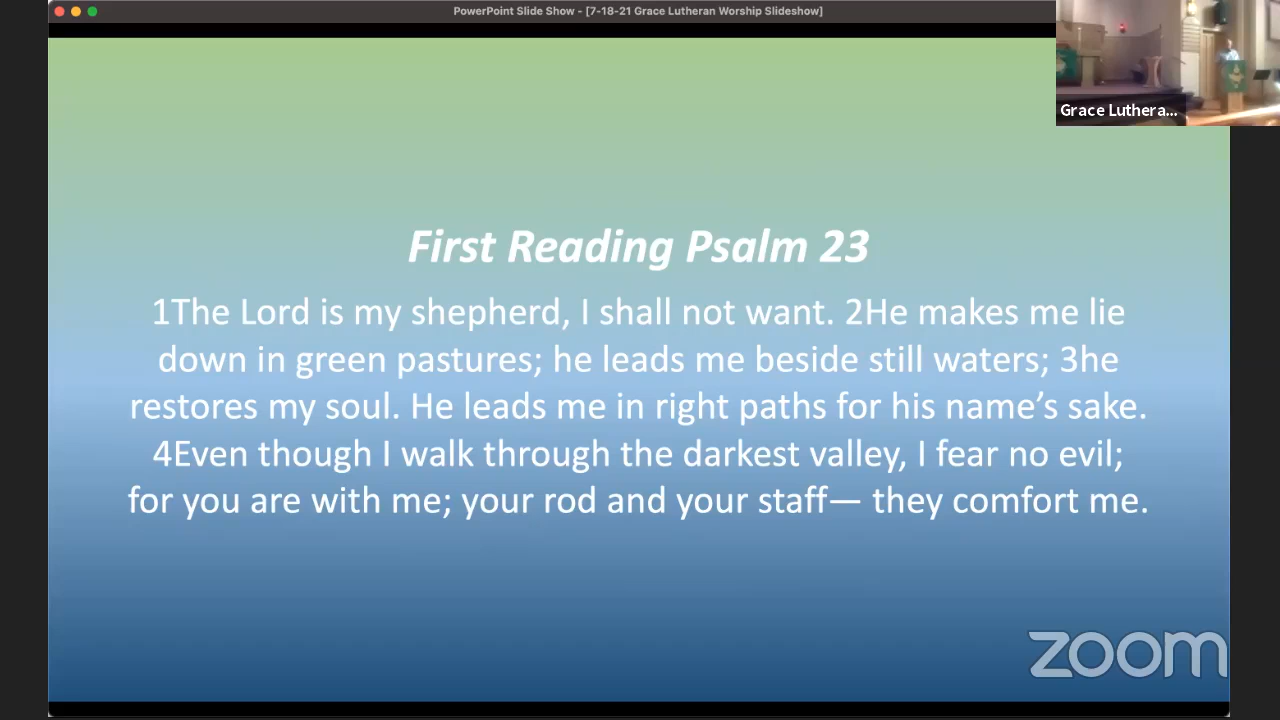 PowerPoint Slide Show - [7-18-21 Grace Lutheran Worship Slideshow]
Grace Luthera...
First Reading Psalm 23
1The Lord is my shepherd, I shall not want. 2He makes me lie
down in green pastures; he leads me beside still waters; 3he
restores my soul. He leads me in right paths for his name’s sake.
4Even though I walk through the darkest valley, I fear no evil;
for you are with me; your rod and your staff— they comfort me.
zoom